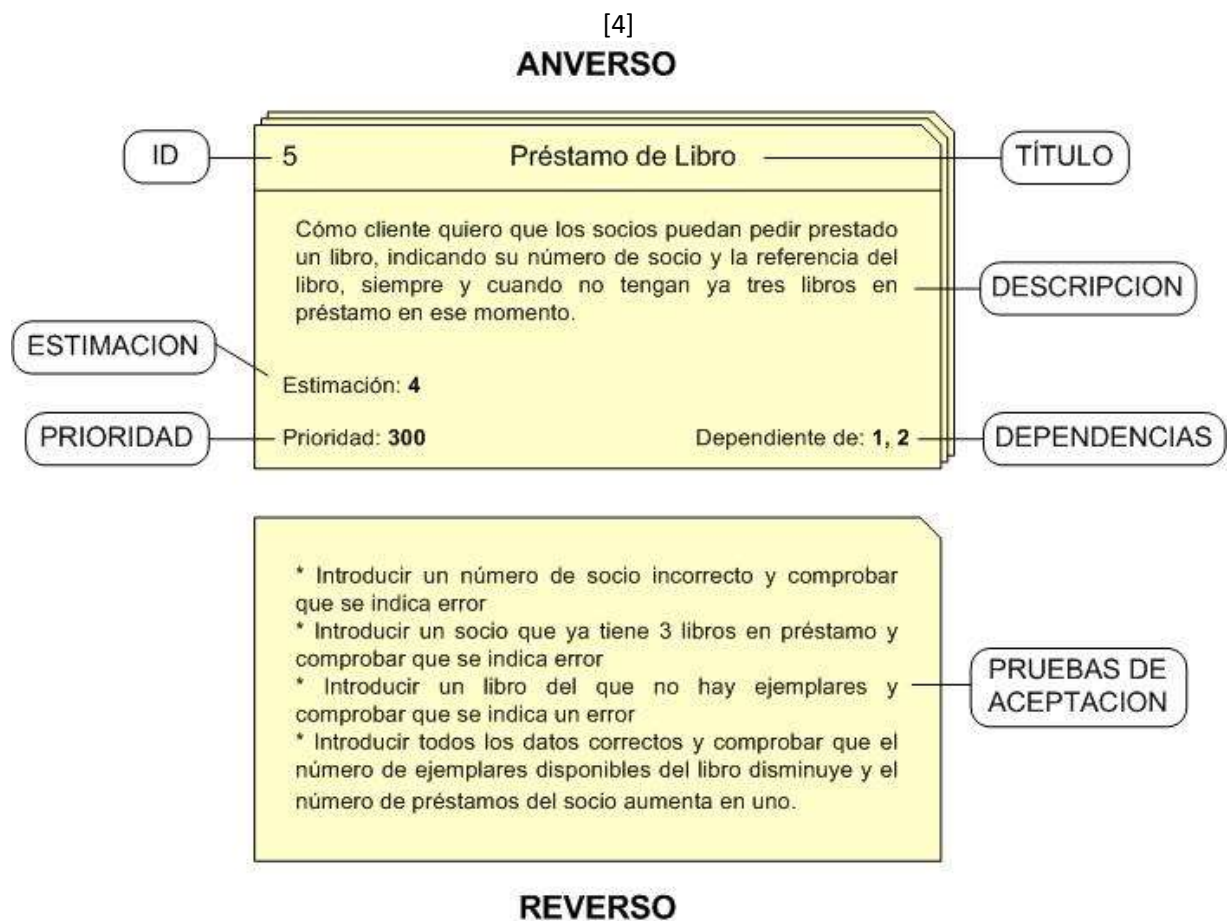 [4]
ANVERSO
ID
5
Préstamo de Libro
TÍTULO
Cómo cliente quiero que los socios puedan pedir prestado
un libro, indicando su número de socio y la referencia del
libro, siempre y cuando no tengan ya tres libros en
préstamo en ese momento.
DESCRIPCION
ESTIMACION
Estimación: 4
PRIORIDAD
Prioridad: 300
Dependiente de: 1, 2
DEPENDENCIAS
* Introducir un número de socio incorrecto y comprobar
que se indica error
* Introducir un socio que ya tiene 3 libros en préstamo y
comprobar que se indica error
* Introducir un libro del que no hay ejemplares y
comprobar que se indica un error
* Introducir todos los datos correctos y comprobar que el
número de ejemplares disponibles del libro disminuye y el
número de préstamos del socio aumenta en uno.
PRUEBAS DE
ACEPTACION
REVERSO